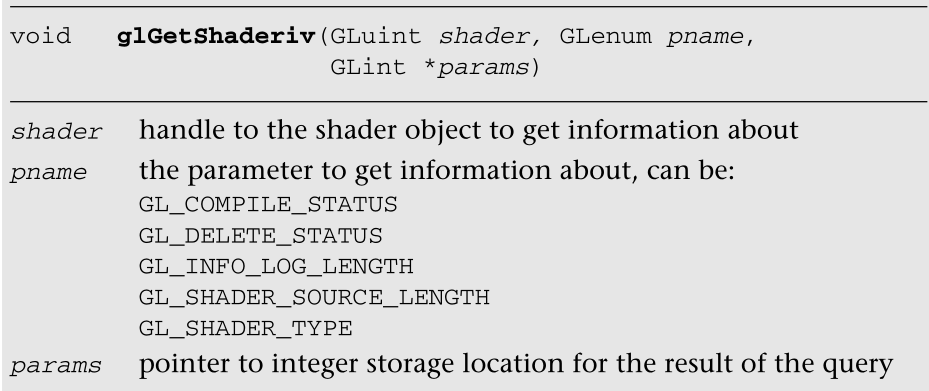 void glGetShaderiv(GLuint shader, GLenum pname,
GLint *params)
shader handle to the shader object to get information about
pname the parameter to get information about, can be:
GL_COMPILE_STATUS
GL_DELETE_STATUS
GL_INFO_LOG_LENGTH
GL_SHADER_SOURCE_LENGTH
GL_SHADER_TYPE
params pointer to integer storage location for the result of the query